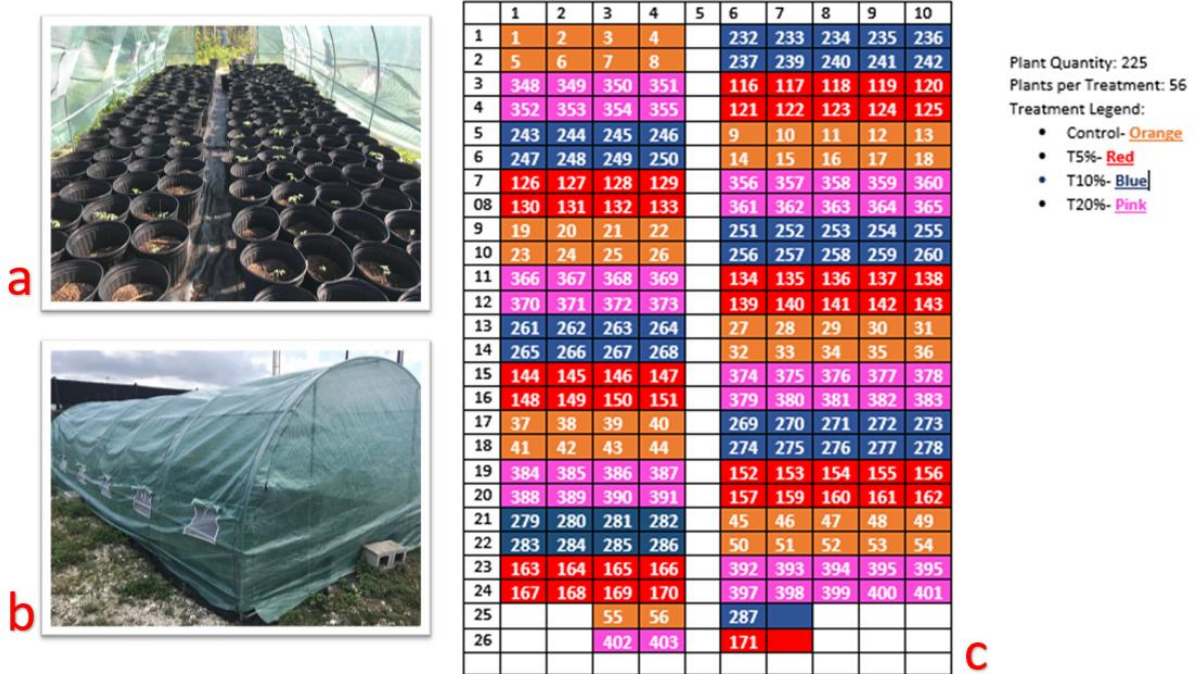 a
b
c
1 2 3 4 5 6 7 8 9 10
1 1 2 3 4 232 233 234 235 236
2 5 6 7 8 237 239 240 241 242
3 348 349 350 351 116 117 118 119 120
4 352 353 354 355 121 122 123 124 125
5 243 244 245 246 9 10 11 12 13
6 247 248 249 250 14 15 16 17 18
7 126 127 128 129 356 357 358 359 360
08 130 131 132 133 361 362 363 364 365
9 19 20 21 22 251 252 253 254 255
10 23 24 25 26 256 257 258 259 260
11 366 367 368 369 134 135 136 137 138
12 370 371 372 373 139 140 141 142 143
13 261 262 263 264 27 28 29 30 31
14 265 266 267 268 32 33 34 35 36
15 144 145 146 147 374 375 376 377 378
16 148 149 150 151 379 380 381 382 383
17 37 38 39 40 269 270 271 272 273
18 41 42 43 44 274 275 276 277 278
19 384 385 386 387 152 153 154 155 156
20 388 389 390 391 157 159 160 161 162
21 279 280 281 282 45 46 47 48 49
22 283 284 285 286 50 51 52 53 54
23 163 164 165 166 392 393 394 395 395
24 167 168 169 170 397 398 399 400 401
25 55 56 287
26 402 403 171
Plant Quantity: 225
Plants per Treatment: 56
Treatment Legend:
• Control- Orange
• T5%- Red
• T10%- Blue
• T20%- Pink